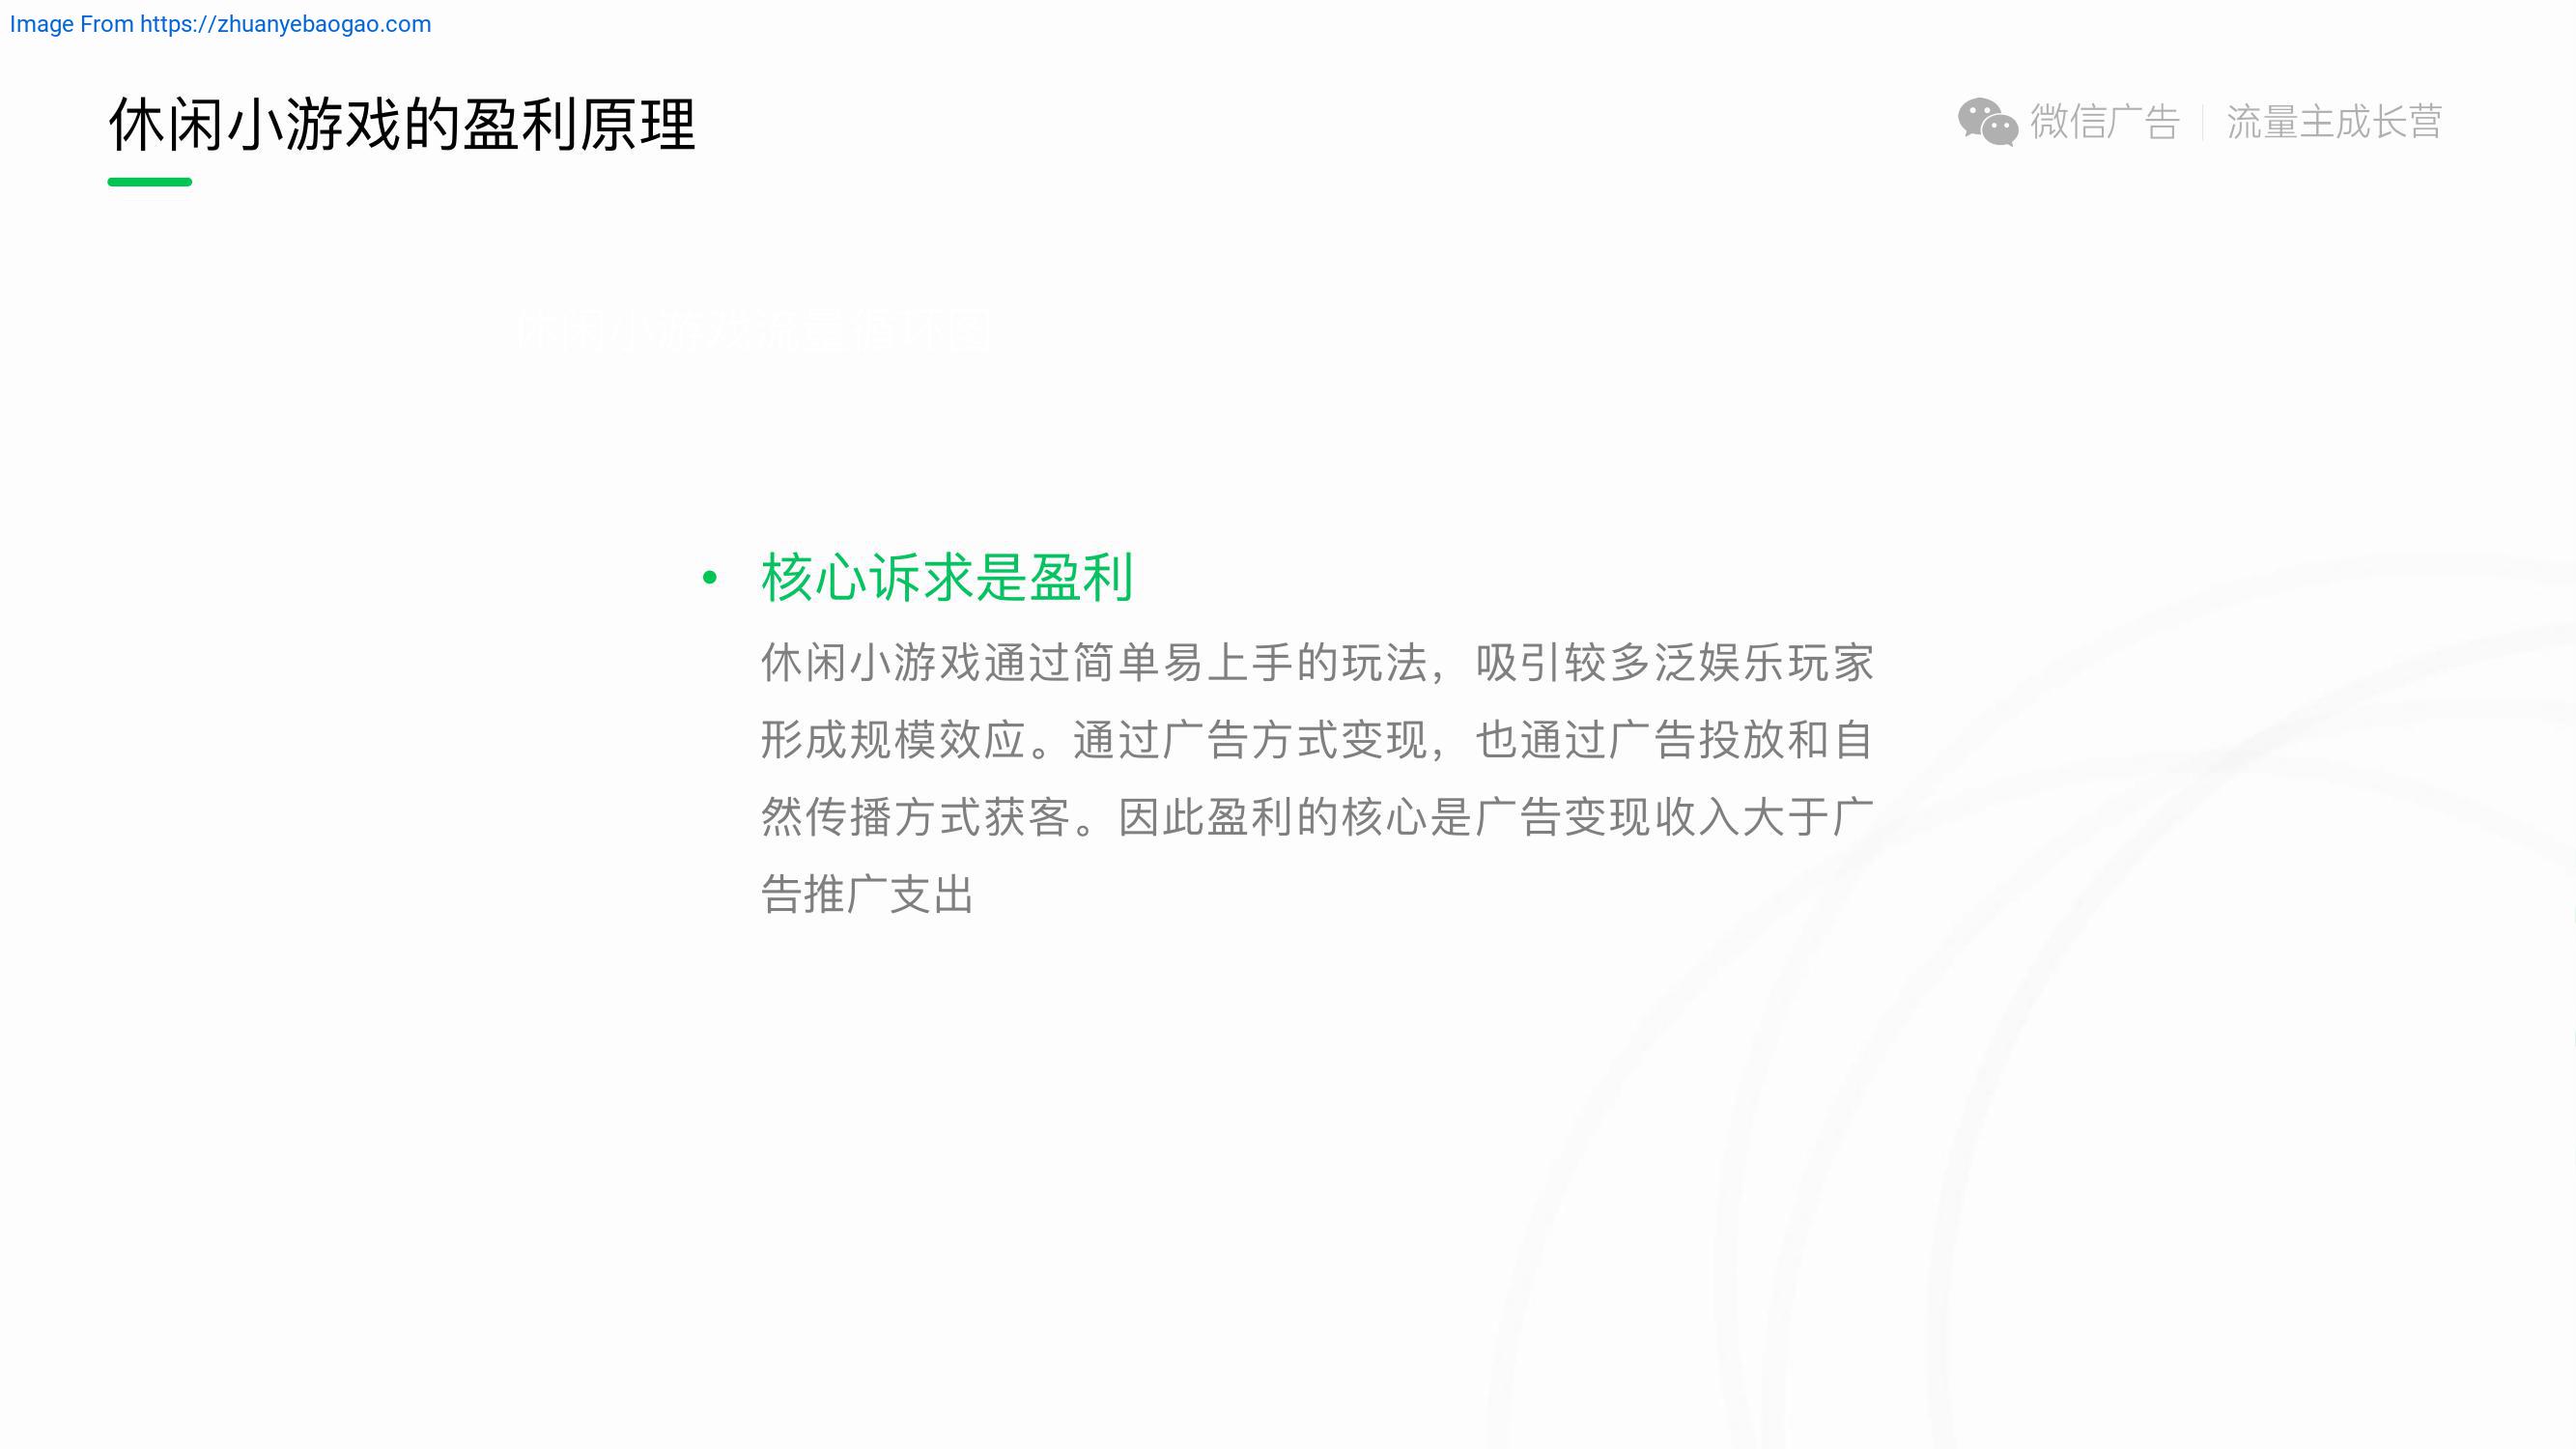 Image From https://zhuanyebaogao.com
休闲小游戏的盈利原理
微信广告 流量主成长营
休闲小游戏流量循环图
• 核心诉求是盈利
休闲小游戏通过简单易上手的玩法，吸引较多泛娱乐玩家
形成规模效应。通过广告方式变现，也通过广告投放和自
然传播方式获客。因此盈利的核心是广告变现收入大于广
告推广支出